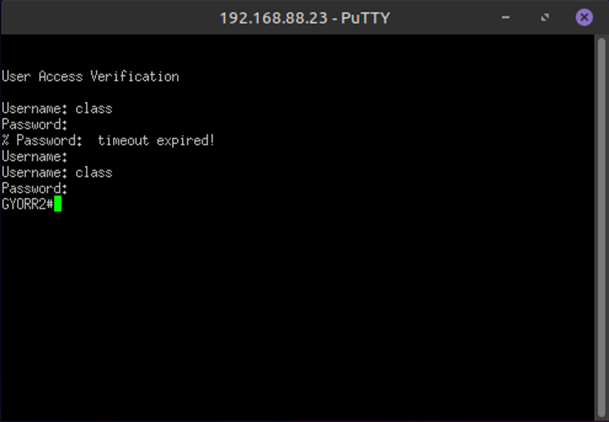 192.168.88.23 - PuTTY
User Access Verification
Username: class
Password:
% Password:  timeout expired!
Username:
Username: class
Password:
GYORR2#